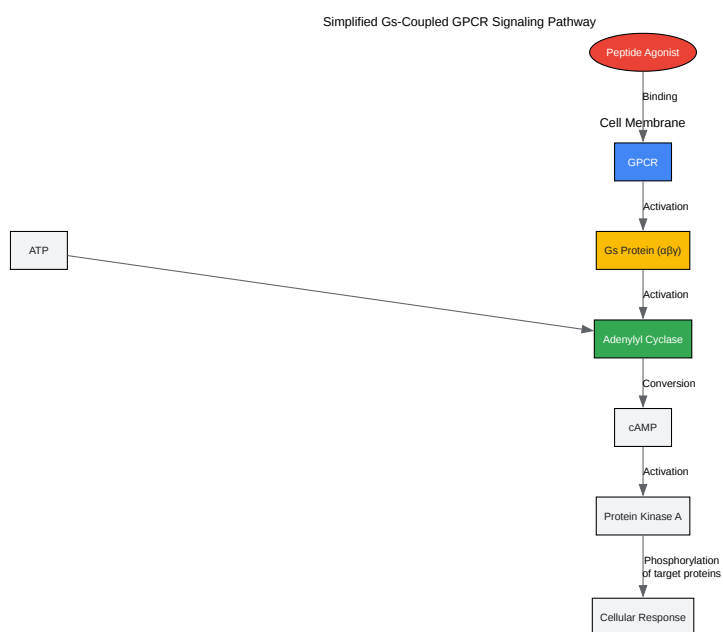 Simplified Gs-Coupled GPCR Signaling Pathway
Peptide Agonist
Binding
Cell Membrane
GPCR
Activation
ATP
Gs Protein (αβγ)
Activation
Adenylyl Cyclase
Conversion
cAMP
Activation
Protein Kinase A
Phosphorylation
of target proteins
Cellular Response